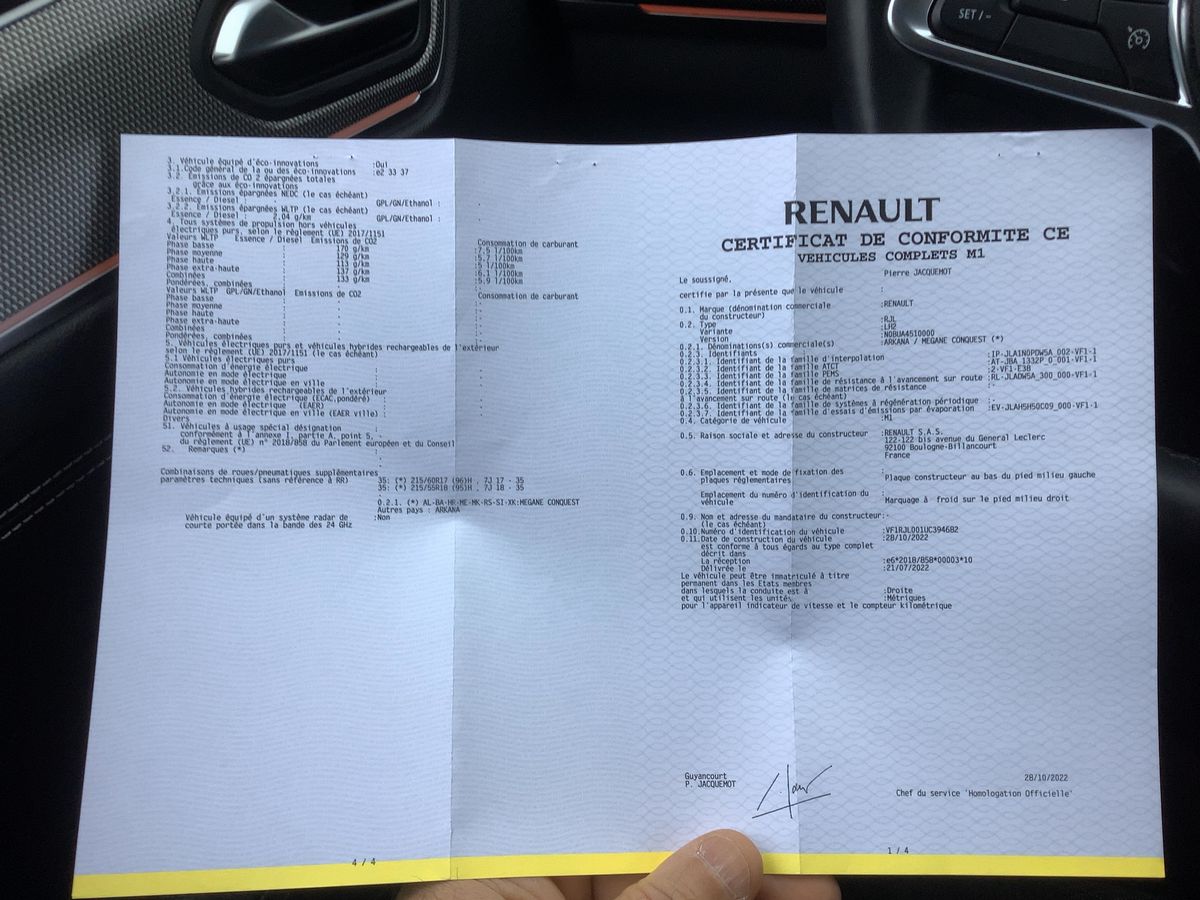 SET / -
3. Véhicule équipé d'éco-innovations :Oui
3.1.Code général de la ou des éco-innovations :e2 33 37
3.2. Emissions de CO 2 épargnées totales
grâce aux éco-innovations
3.2.1. Emissions épargnées NEDC (le cas échéant)
Essence / Diesel : GPL/GN/Ethanol :
3.2.2. Emissions épargnées WLTP (le cas échéant)
Essence / Diesel : 2.04 g/km GPL/GN/Ethanol :
4. Tous systèmes de propulsion hors véhicules
électriques purs, selon le règlement (UE) 2017/1151
Valeurs WLTP Essence / Diesel Emissions de CO2 Consommation de carburant
Phase basse : 170 g/km :7.5 l/100km
Phase moyenne : 129 g/km :5.7 l/100km
Phase haute : 113 g/km :5 l/100km
Phase extra-haute : 137 g/km :6.1 l/100km
Combinées : 133 g/km :5.9 l/100km
Pondérées, combinées :
Valeurs WLTP GPL/GN/Ethanol Emissions de CO2 Consommation de carburant
Phase basse :
Phase moyenne :
Phase haute :
Phase extra-haute :
Combinées :
Pondérées, combinées :
5. Véhicules électriques purs et véhicules hybrides rechargeables de l'extérieur
selon le règlement (UE) 2017/1151 (le cas échéant)
5.1 Véhicules électriques purs
Consommation d'énergie électrique :
Autonomie en mode électrique :
Autonomie en mode électrique en ville :
5.2. Véhicules hybrides rechargeables de l'extérieur
Consommation d'énergie électrique (ECAC,pondéré) :
Autonomie en mode électrique (EAER) :
Autonomie en mode électrique en ville (EAER ville) :
Divers
51. Véhicules à usage spécial désignation :
conformément à l'annexe I, partie A, point 5,
du règlement (UE) n° 2018/858 du Parlement européen et du Conseil
52. Remarques (*) :
Combinaisons de roues/pneumatiques supplémentaires :
paramètres techniques (sans référence à RR) 35: (*) 215/60R17 (96)H , 7J 17 - 35
35: (*) 215/55R18 (95)H , 7J 18 - 35
0.2.1. (*) AL-BA-HR-ME-MK-RS-SI-XK:MEGANE CONQUEST
Autres pays : ARKANA
Véhicule équipé d'un système radar de :Non
courte portée dans la bande des 24 GHz
4 / 4
RENAULT
CERTIFICAT DE CONFORMITE CE
VEHICULES COMPLETS M1
Le soussigné, Pierre JACQUEMOT
certifie par la présente que le véhicule :
0.1. Marque (dénomination commerciale :RENAULT
du constructeur)
0.2. Type :RJL
Variante :LH2
Version :N0BUA4510000
0.2.1. Dénominations(s) commerciale(s) :ARKANA / MEGANE CONQUEST (*)
0.2.3. Identifiants
0.2.3.1. Identifiant de la famille d'interpolation :IP-JLAIN0PDW5A_002-VF1-1
0.2.3.2. Identifiant de la famille ATCT :AT-JBA_1332P_0_001-VF1-1
0.2.3.3. Identifiant de la famille PEMS :2-VF1-E3B
0.2.3.4. Identifiant de la famille de résistance à l'avancement sur route :RL-JLADW5A_300_000-VF1-1
0.2.3.5. Identifiant de la famille de matrices de résistance :-
à l'avancement sur route (le cas échéant)
0.2.3.6. Identifiant de la famille de systèmes à régénération périodique :-
0.2.3.7. Identifiant de la famille d'essais d'émissions par évaporation :EV-JLAH5H50C09_000-VF1-1
0.4. Catégorie de véhicule :M1
0.5. Raison sociale et adresse du constructeur :RENAULT S.A.S.
122-122 bis avenue du General Leclerc
92100 Boulogne-Billancourt
France
0.6. Emplacement et mode de fixation des :
plaques réglementaires Plaque constructeur au bas du pied milieu gauche
Emplacement du numéro d'identification du :
véhicule Marquage à froid sur le pied milieu droit
0.9. Nom et adresse du mandataire du constructeur:-
(le cas échéant)
0.10.Numéro d'identification du véhicule :VF1RJL001UC394682
0.11.Date de construction du véhicule :28/10/2022
est conforme à tous égards au type complet
décrit dans
La réception :e6*2018/858*00003*10
Délivrée le :21/07/2022
Le véhicule peut être immatriculé à titre
permanent dans les Etats membres
dans lesquels la conduite est à :Droite
et qui utilisent les unités :Métriques
pour l'appareil indicateur de vitesse et le compteur kilométrique
Guyancourt 28/10/2022
P. JACQUEMOT
Chef du service 'Homologation Officielle'
1 / 4